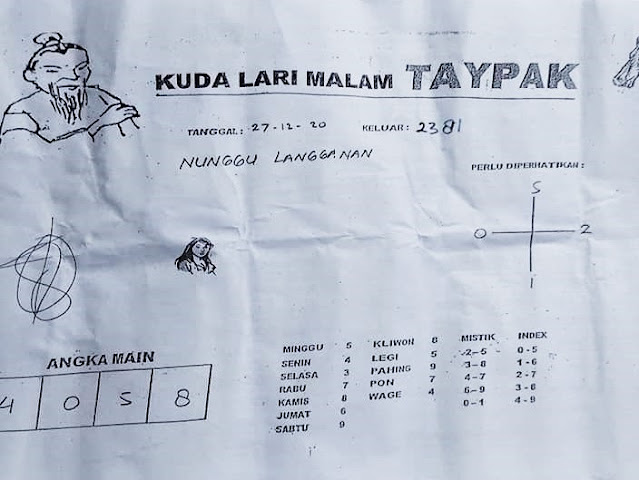 KUDA LARI MALAM TAYPAK
TANGGAL: 27-12-20 KELUAR: 2381
NUNGGU LANGGANAN
PERLU DIPERHATIKAN:
5
0 2
1
ANGKA MAIN
4 0 5 8
MISTIK INDEX
MINGGU 5 KLIWON 8 2-5 0-5
SENIN 4 LEGI 5 3-8 1-6
SELASA 3 PAHING 9 4-7 2-7
RABU 7 PON 7 6-9 3-8
KAMIS 8 WAGE 4 0-1 4-9
JUMAT 6
SABTU 9